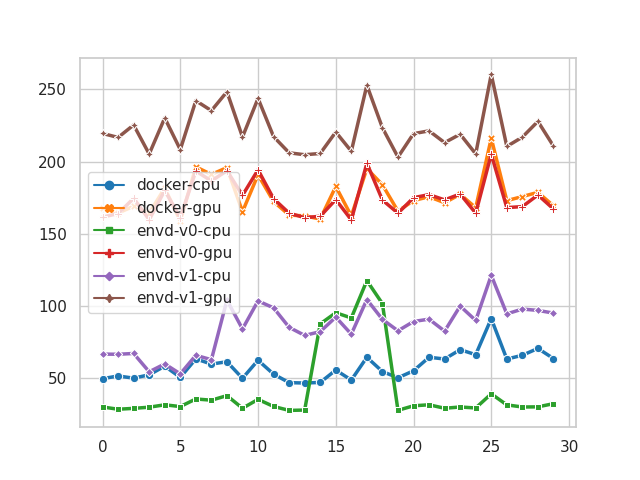 250
200
150
100
50
docker-cpu
docker-gpu
envd-v0-cpu
envd-v0-gpu
envd-v1-cpu
envd-v1-gpu
0 5 10 15 20 25 30